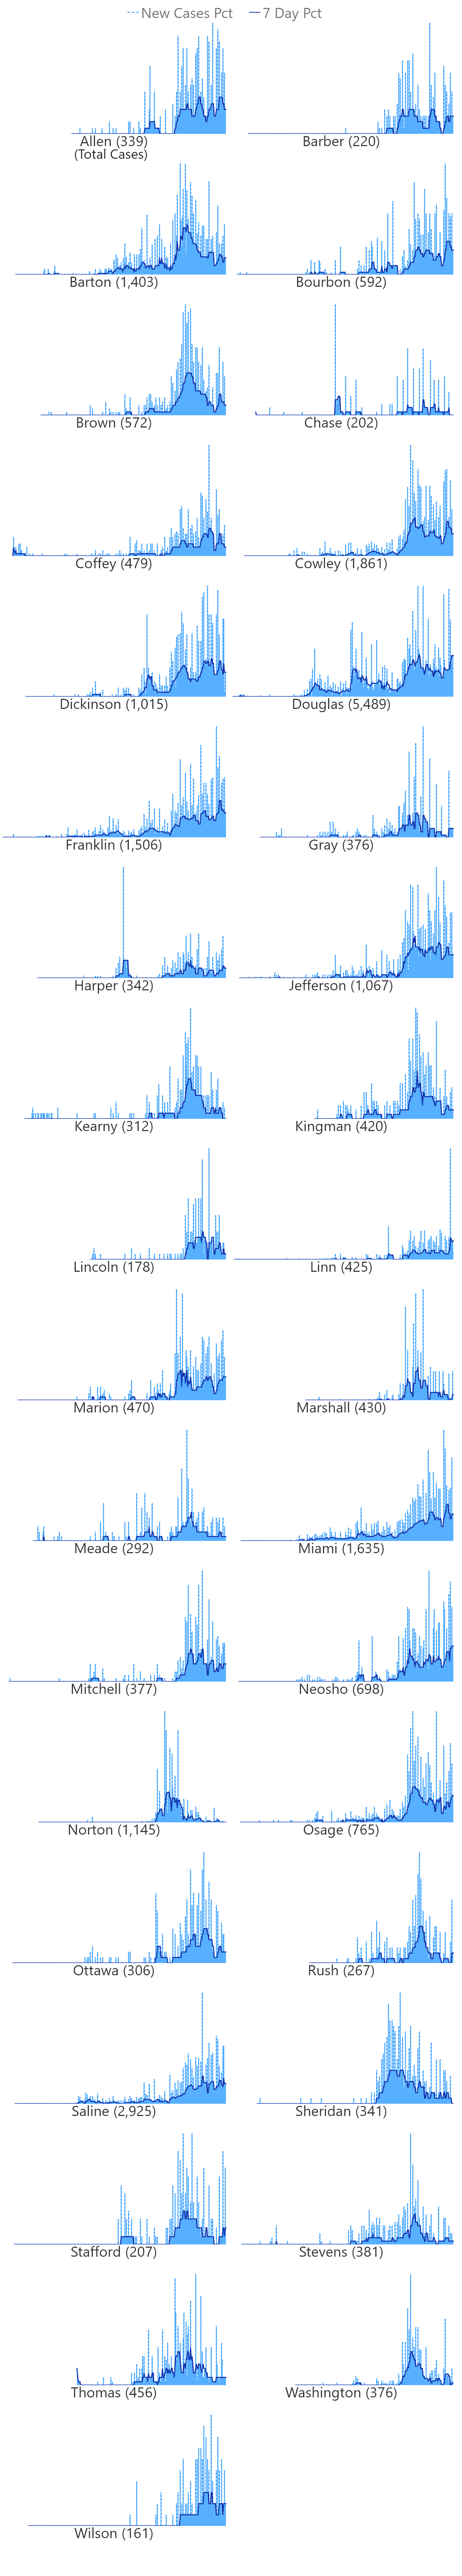 New Cases Pct 7 Day Pct
Allen (339) Barber (220)
(Total Cases)
Barton (1,403) Bourbon (592)
Brown (572) Chase (202)
Coffey (479) Cowley (1,861)
Dickinson (1,015) Douglas (5,489)
Franklin (1,506) Gray (376)
Harper (342) Jefferson (1,067)
Kearny (312) Kingman (420)
Lincoln (178) Linn (425)
Marion (470) Marshall (430)
Meade (292) Miami (1,635)
Mitchell (377) Neosho (698)
Norton (1,145) Osage (765)
Ottawa (306) Rush (267)
Saline (2,925) Sheridan (341)
Stafford (207) Stevens (381)
Thomas (456) Washington (376)
Wilson (161)